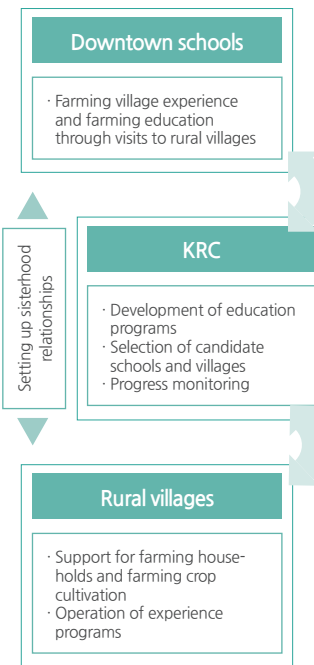 Downtown schools
· Farming village experience
and farming education
through visits to rural villages
Setting up sisterhood
relationships
KRC
· Development of education
programs
· Selection of candidate
schools and villages
· Progress monitoring
Rural villages
· Support for farming house-
holds and farming crop
cultivation
· Operation of experience
programs